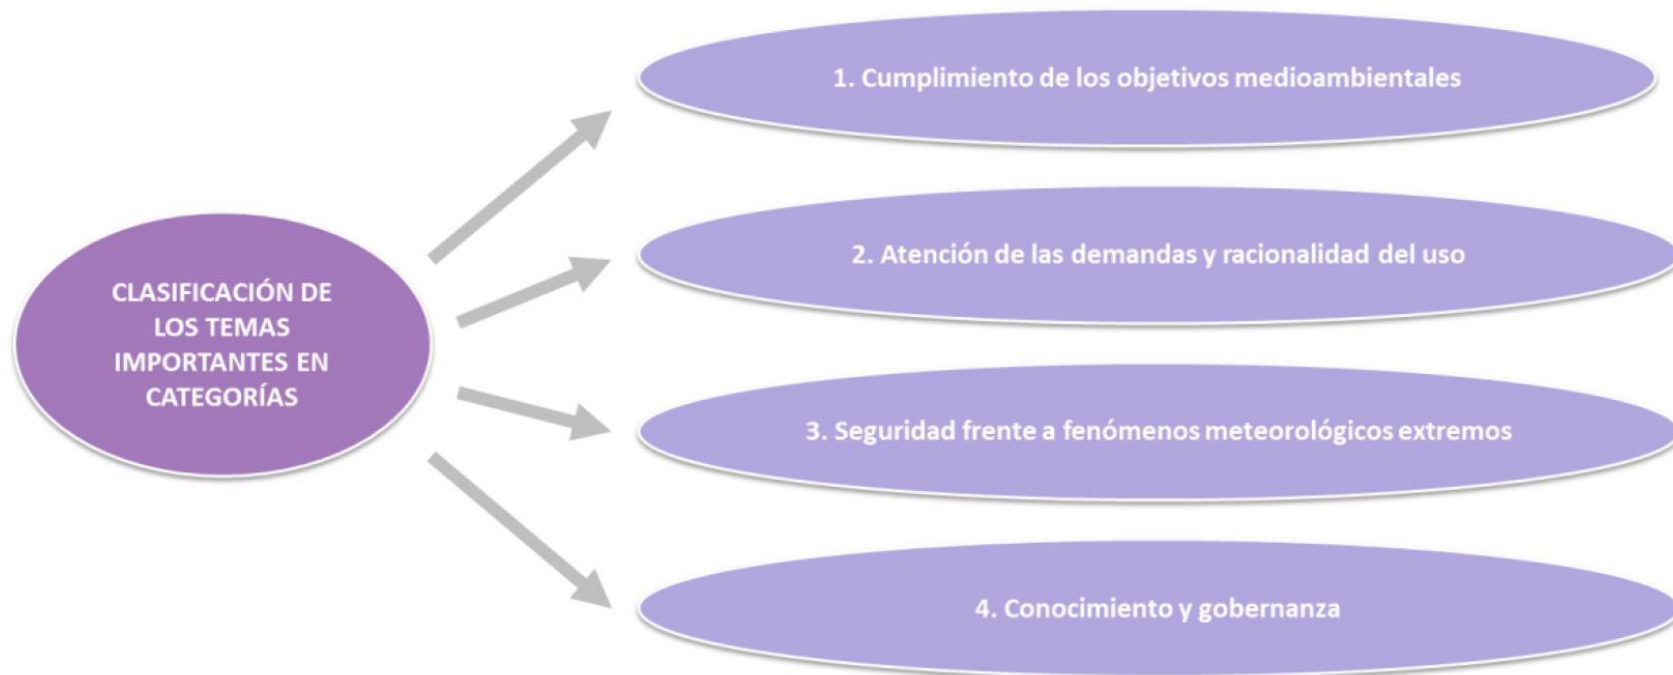 CLASIFICACIÓN DE
LOS TEMAS
IMPORTANTES EN
CATEGORÍAS
1. Cumplimiento de los objetivos medioambientales
2. Atención de las demandas y racionalidad del uso
3. Seguridad frente a fenómenos meteorológicos extremos
4. Conocimiento y gobernanza